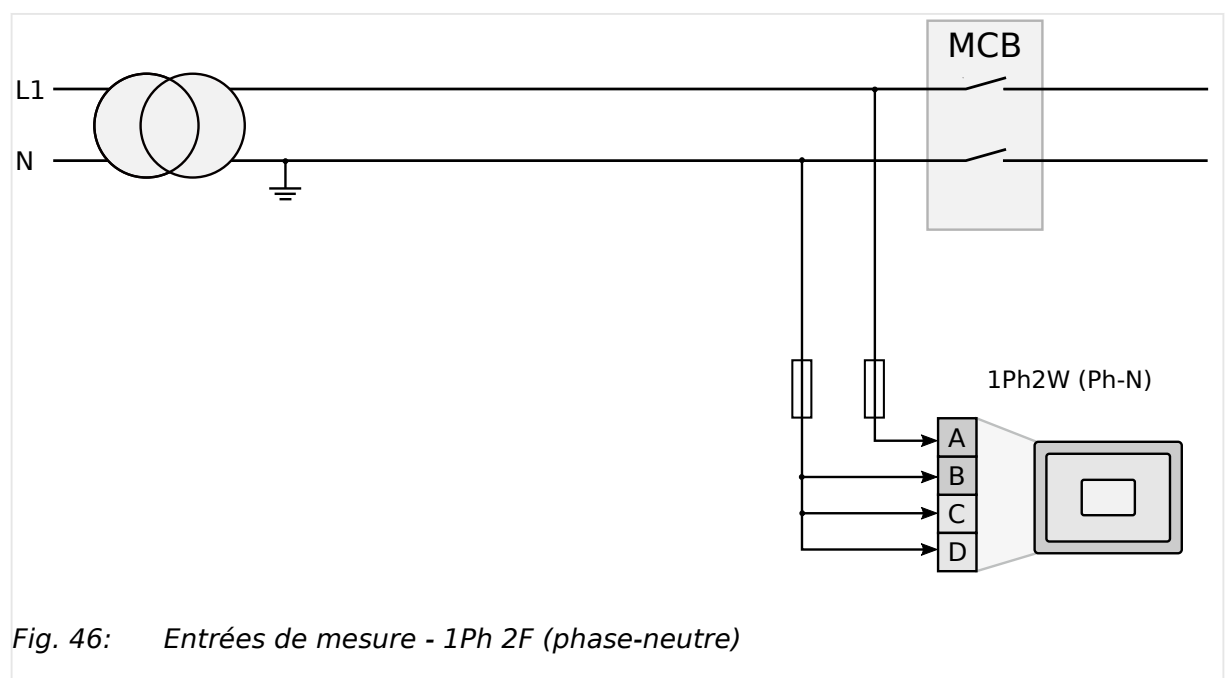 MCB
L1
N
1Ph2W (Ph-N)
A
B
C
D
Fig. 46: Entrées de mesure - 1Ph 2F (phase-neutre)